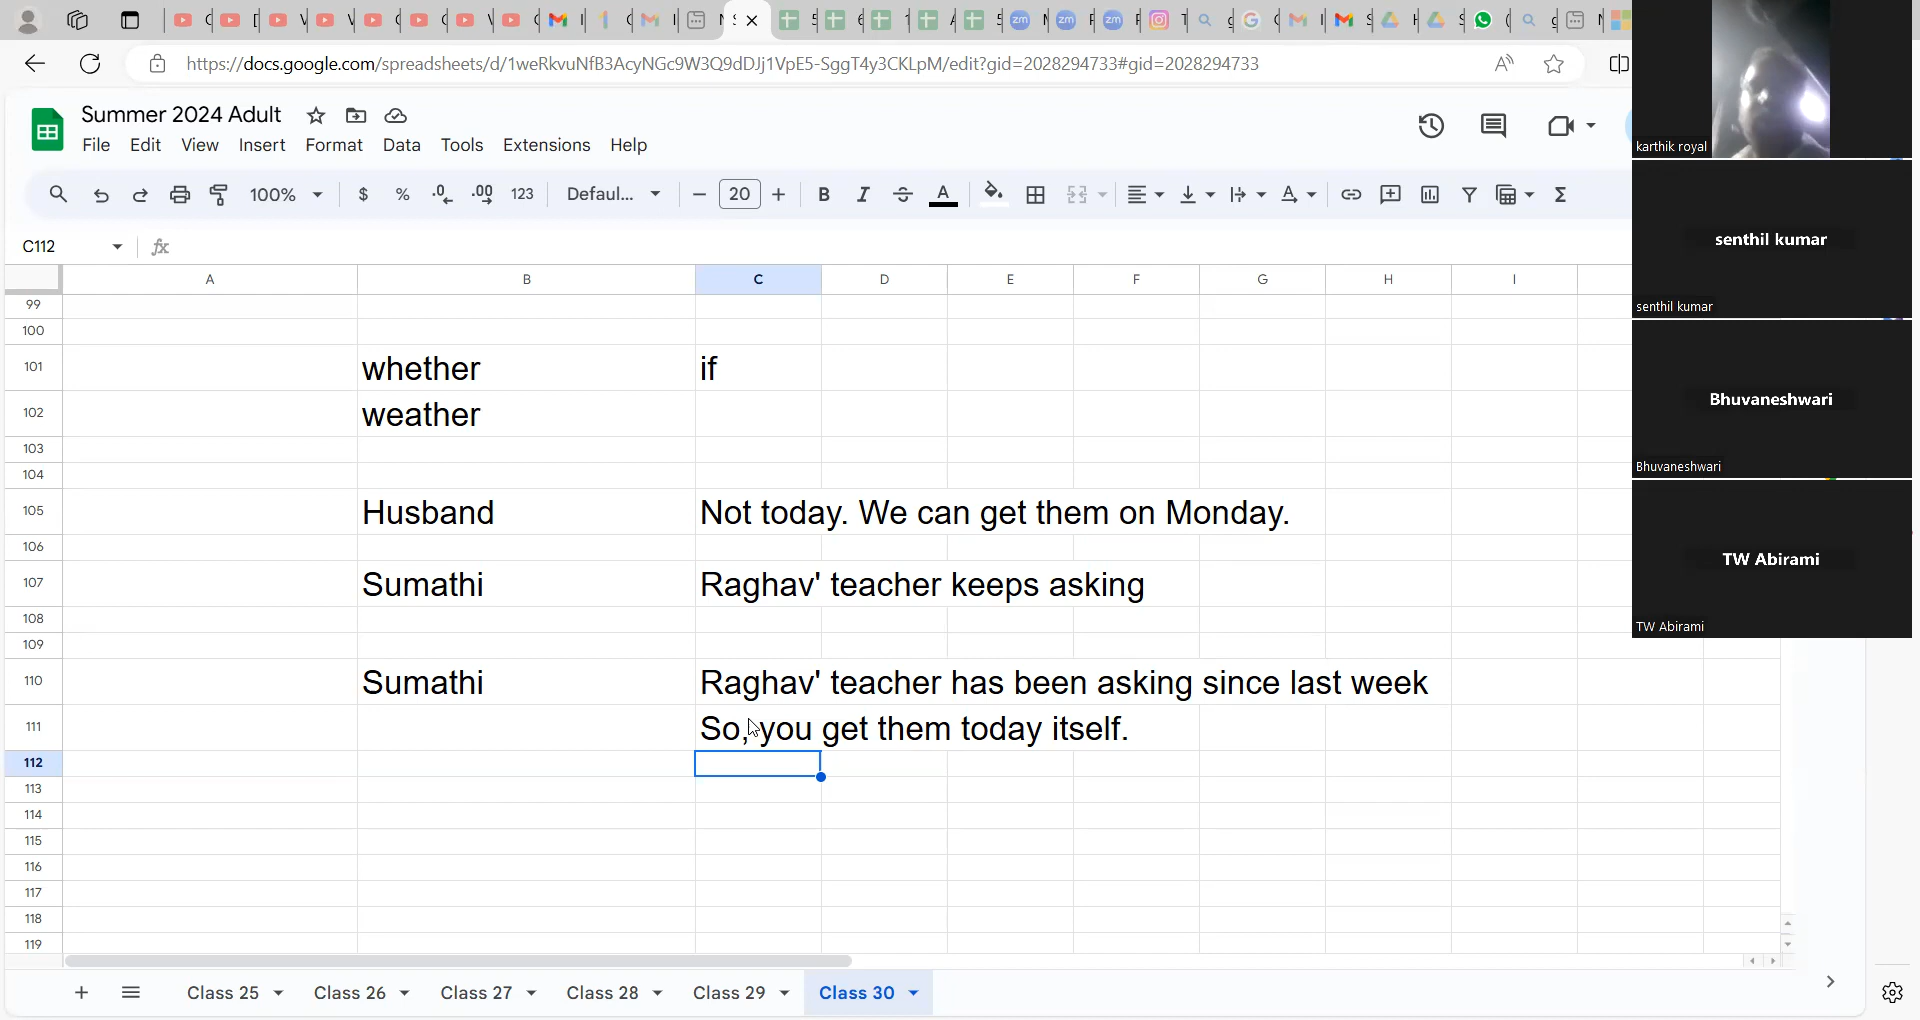 https://docs.google.com/spreadsheets/d/1weRkvuNfB3AcyNGc9W3Q9dDJj1VpE5-SggT4y3CKLpM/edit?gid=2028294733#gid=2028294733
Summer 2024 Adult
File Edit View Insert Format Data Tools Extensions Help
100% $ % .0 .00 123 Defaul... 20 B I A
C112 fx
A B C D E F G H I
99
100
101 whether if
102 weather
103
104
105 Husband Not today. We can get them on Monday.
106
107 Sumathi Raghav' teacher keeps asking
108
109
110 Sumathi Raghav' teacher has been asking since last week
111 So, you get them today itself.
112
113
114
115
116
117
118
119
Class 25 Class 26 Class 27 Class 28 Class 29 Class 30
karthik royal
senthil kumar
senthil kumar
Bhuvaneshwari
Bhuvaneshwari
TW Abirami
TW Abirami